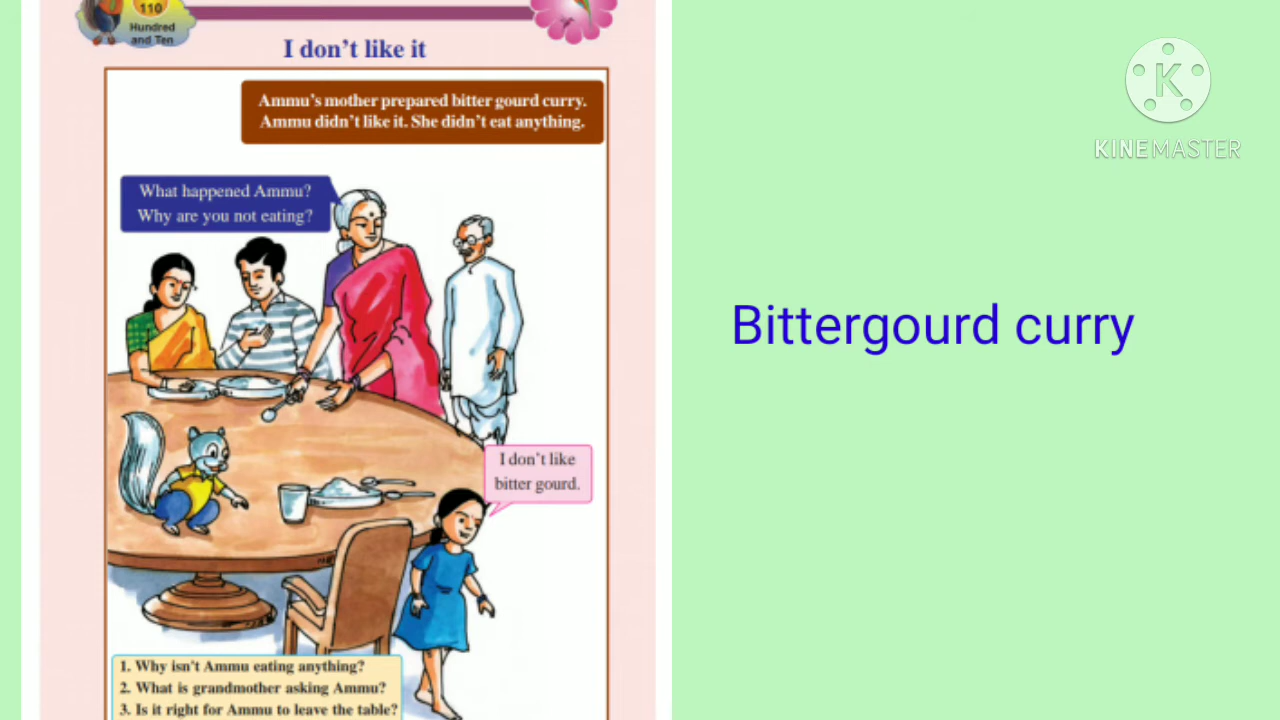 110
Hundred
and Ten
I don't like it
Ammu's mother prepared bitter gourd curry.
Ammu didn't like it. She didn't eat anything.
What happened Ammu?
Why are you not eating?
I don't like
bitter gourd.
1. Why isn't Ammu eating anything?
2. What is grandmother asking Ammu?
3. Is it right for Ammu to leave the table?
K
KINEMASTER
Bittergourd curry